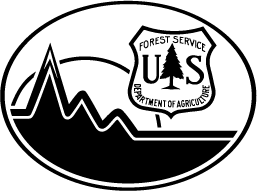 FOREST SERVICE
U S
DEPARTMENT OF AGRICULTURE